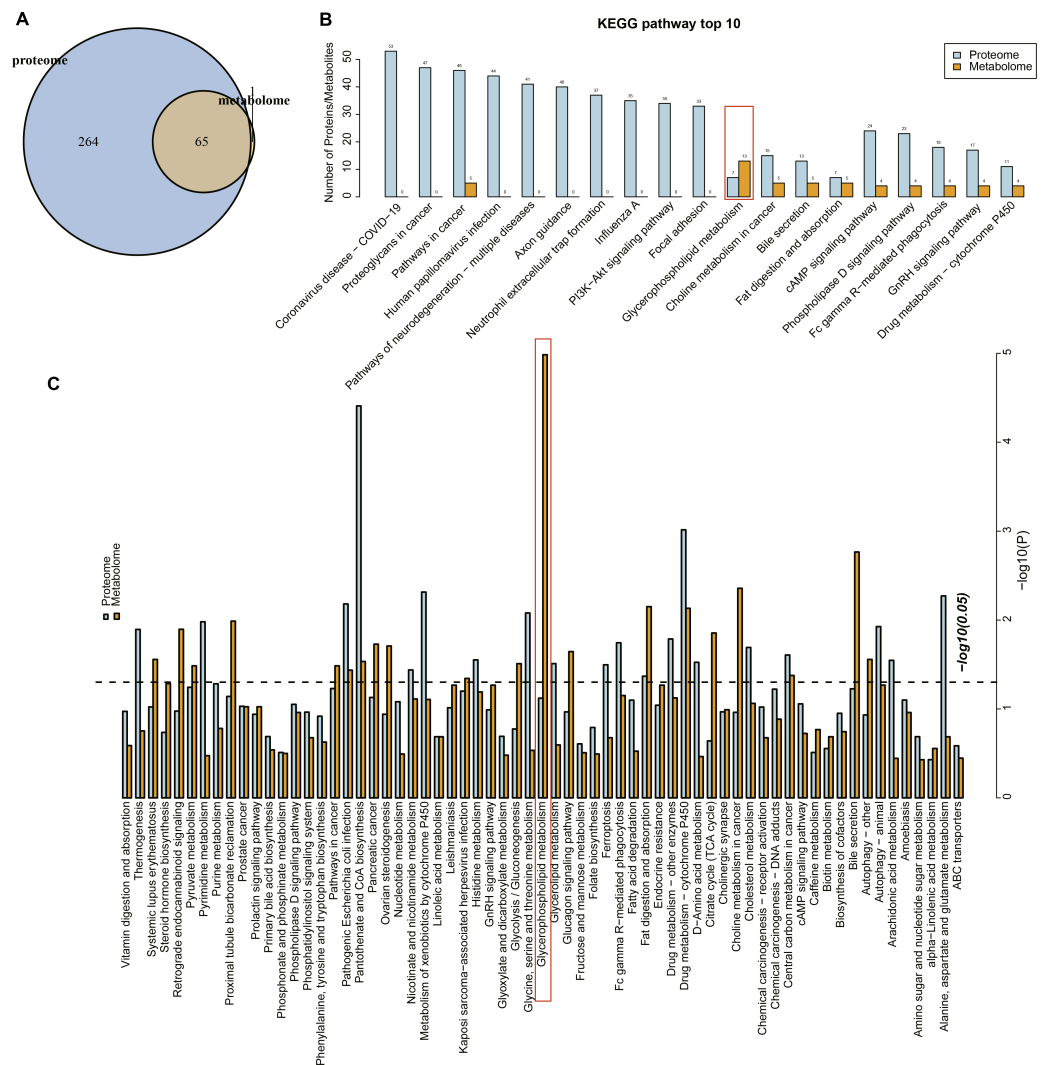 A
proteome
metabolome
264
65
1
B
KEGG pathway top 10
Proteome
Metabolome
Number of Proteins/Metabolites
0
10
20
30
40
50
53
0
47
0
46
5
44
0
41
0
40
0
37
0
35
0
34
0
33
0
7
13
15
5
13
5
7
5
24
4
23
4
18
4
17
4
11
4
Coronavirus disease − COVID−19
Proteoglycans in cancer
Pathways in cancer
Human papillomavirus infection
Pathways of neurodegeneration − multiple diseases
Axon guidance
Neutrophil extracellular trap formation
Influenza A
PI3K−Akt signaling pathway
Focal adhesion
Glycerophospholipid metabolism
Choline metabolism in cancer
Bile secretion
Fat digestion and absorption
cAMP signaling pathway
Phospholipase D signaling pathway
Fc gamma R−mediated phagocytosis
GnRH signaling pathway
Drug metabolism − cytochrome P450
C
Proteome
Metabolome
−log10(P)
0
1
2
3
4
5
−log10(0.05)
Vitamin digestion and absorption
Thermogenesis
Systemic lupus erythematosus
Steroid hormone biosynthesis
Retrograde endocannabinoid signaling
Pyruvate metabolism
Pyrimidine metabolism
Purine metabolism
Proximal tubule bicarbonate reclamation
Prostate cancer
Prolactin signaling pathway
Primary bile acid biosynthesis
Phosphonate and phosphinate metabolism
Phospholipase D signaling pathway
Phosphatidylinositol signaling system
Phenylalanine, tyrosine and tryptophan biosynthesis
Pathways in cancer
Pathogenic Escherichia coli infection
Pantothenate and CoA biosynthesis
Pancreatic cancer
Ovarian steroidogenesis
Nucleotide metabolism
Nicotinate and nicotinamide metabolism
Metabolism of xenobiotics by cytochrome P450
Linoleic acid metabolism
Leishmaniasis
Kaposi sarcoma−associated herpesvirus infection
Histidine metabolism
GnRH signaling pathway
Glyoxylate and dicarboxylate metabolism
Glycolysis / Gluconeogenesis
Glycine, serine and threonine metabolism
Glycerophospholipid metabolism
Glycerolipid metabolism
Glucagon signaling pathway
Fructose and mannose metabolism
Folate biosynthesis
Ferroptosis
Fc gamma R−mediated phagocytosis
Fatty acid degradation
Fat digestion and absorption
Endocrine resistance
Drug metabolism − other enzymes
Drug metabolism − cytochrome P450
D−Amino acid metabolism
Citrate cycle (TCA cycle)
Cholinergic synapse
Choline metabolism in cancer
Cholesterol metabolism
Chemical carcinogenesis − receptor activation
Chemical carcinogenesis − DNA adducts
Central carbon metabolism in cancer
cAMP signaling pathway
Caffeine metabolism
Biotin metabolism
Biosynthesis of cofactors
Bile secretion
Autophagy − other
Autophagy − animal
Arachidonic acid metabolism
Amoebiasis
Amino sugar and nucleotide sugar metabolism
alpha−Linolenic acid metabolism
Alanine, aspartate and glutamate metabolism
ABC transporters